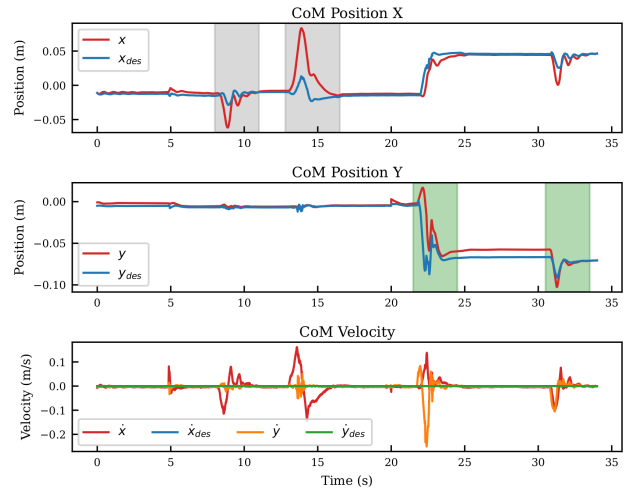 CoM Position X
Position (m)
0.05
0.00
−0.05
x
x_des
0 5 10 15 20 25 30 35
CoM Position Y
Position (m)
0.00
−0.05
−0.10
y
y_des
0 5 10 15 20 25 30 35
CoM Velocity
Velocity (m/s)
0.1
0.0
−0.1
−0.2
ẋ ẋ_des ẏ ẏ_des
0 5 10 15 20 25 30 35
Time (s)